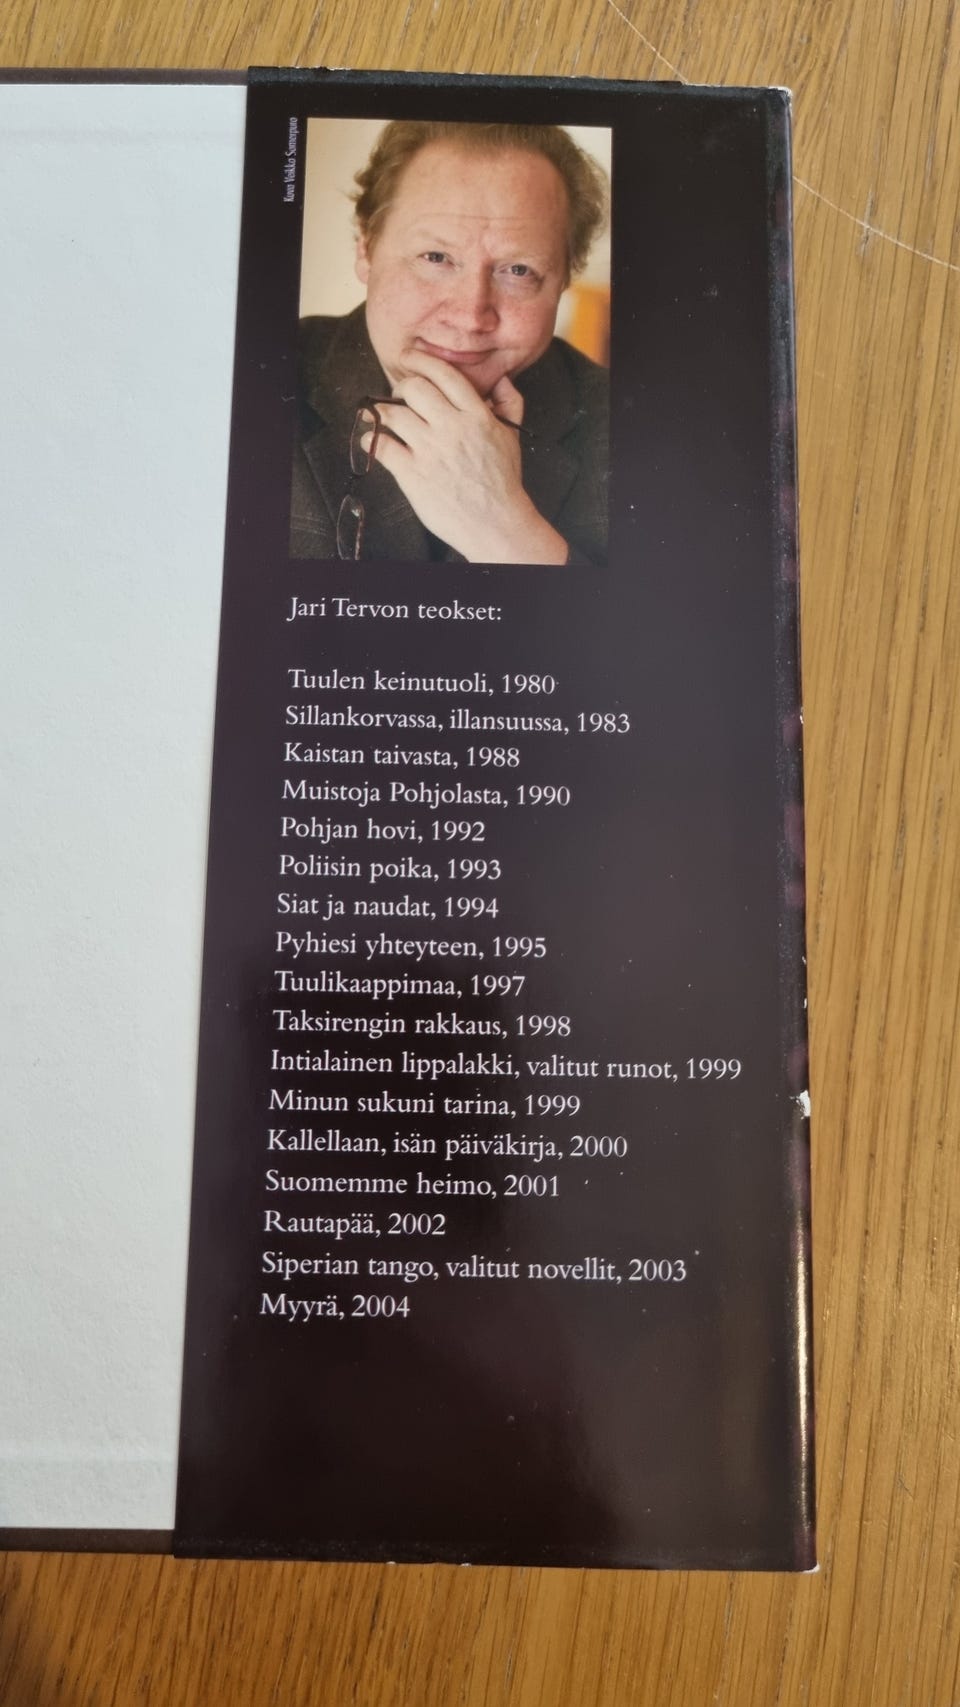 Kuva Veikko Somerpuro
Jari Tervon teokset:
Tuulen keinutuoli, 1980
Sillankorvassa, illansuussa, 1983
Kaistan taivasta, 1988
Muistoja Pohjolasta, 1990
Pohjan hovi, 1992
Poliisin poika, 1993
Siat ja naudat, 1994
Pyhiesi yhteyteen, 1995
Tuulikaappimaa, 1997
Taksirengin rakkaus, 1998
Intialainen lippalakki, valitut runot, 1999
Minun sukuni tarina, 1999
Kallellaan, isän päiväkirja, 2000
Suomemme heimo, 2001
Rautapää, 2002
Siperian tango, valitut novellit, 2003
Myyrä, 2004